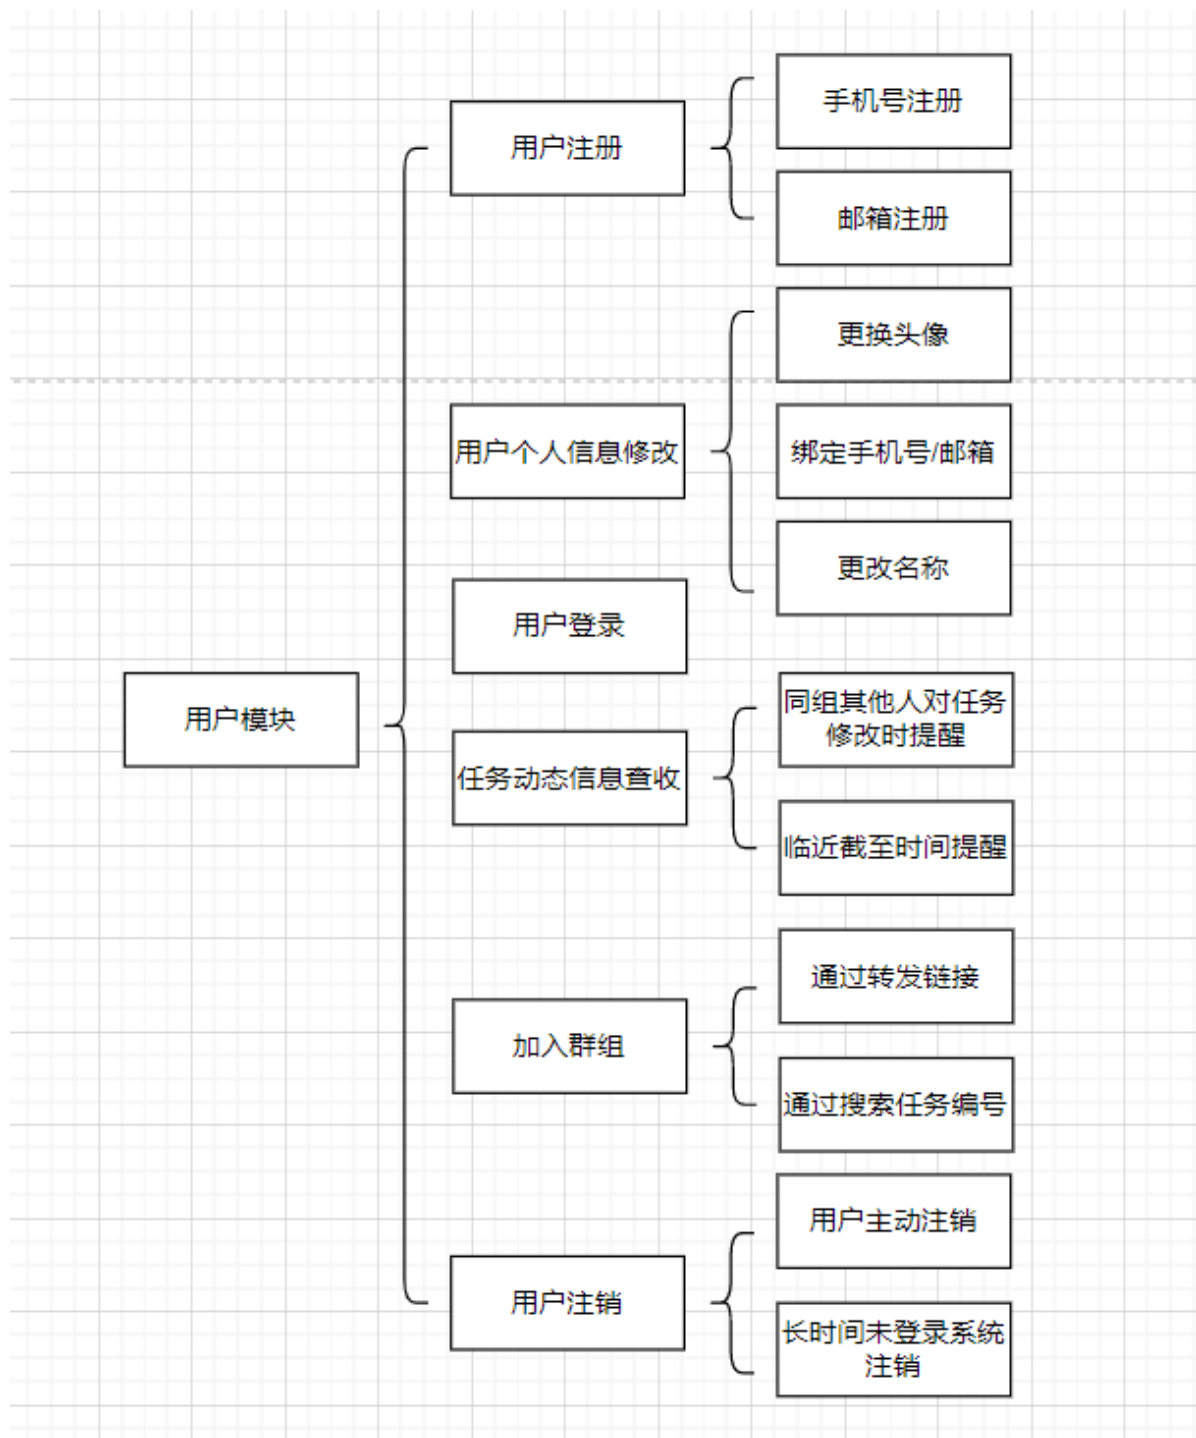 用户模块
用户注册
手机号注册
邮箱注册
用户个人信息修改
更换头像
绑定手机号/邮箱
更改名称
用户登录
任务动态信息查收
同组其他人对任务
修改时提醒
临近截至时间提醒
加入群组
通过转发链接
通过搜索任务编号
用户注销
用户主动注销
长时间未登录系统
注销